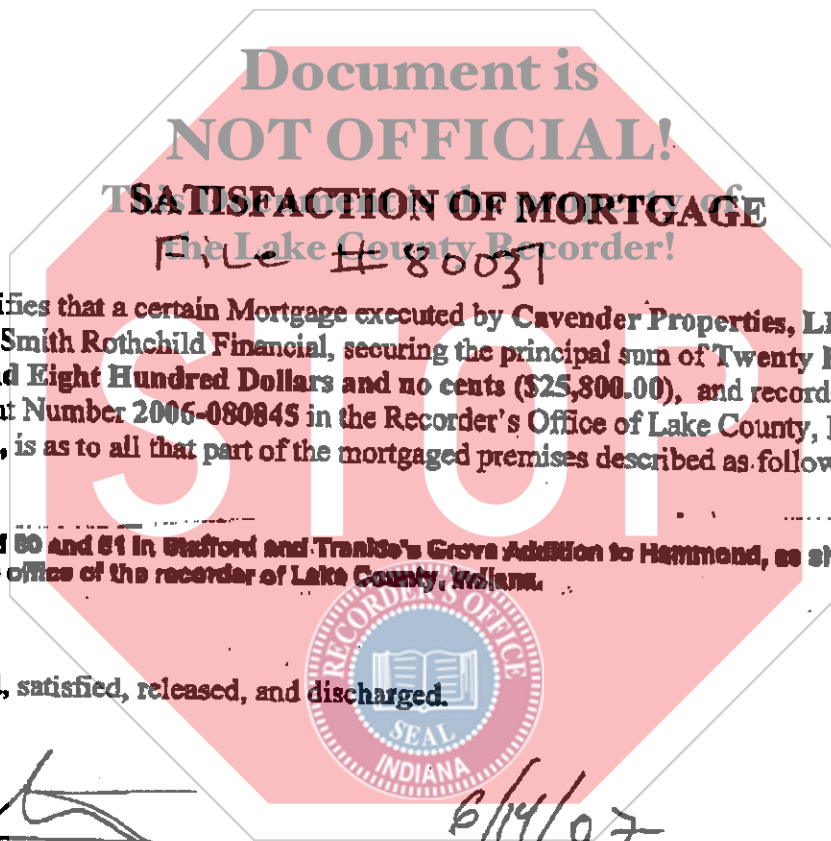 Document is
NOT OFFICIAL!
This Document is the property of
the Lake County Recorder!
SATISFACTION OF MORTGAGE
File # 80037
ifies that a certain Mortgage executed by Cavender Properties, L
Smith Rothchild Financial, securing the principal sum of Twenty
d Eight Hundred Dollars and no cents ($25,800.00), and record
t Number 2006-080845 in the Recorder's Office of Lake County,
, is as to all that part of the mortgaged premises described as follow
and 61 in Stafford and Trankle's Grove Addition to Hammond, as
office of the recorder of Lake County, Indiana.
, satisfied, released, and discharged.
STOP
RECORDER'S OFFICE
SEAL
INDIANA
6/14/07